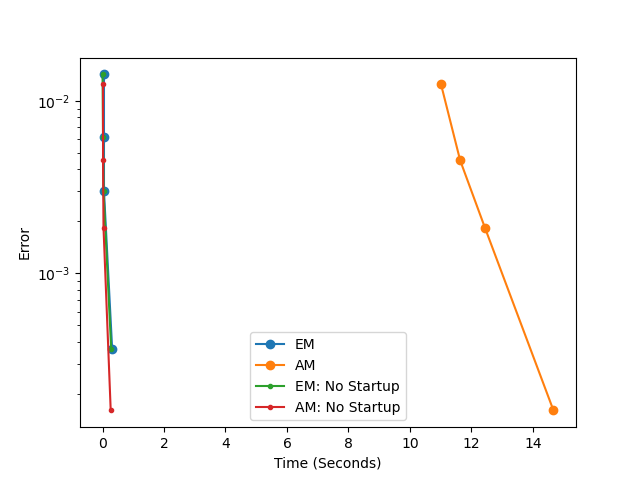 10⁻²
10⁻³
Error
0 2 4 6 8 10 12 14
Time (Seconds)
EM
AM
EM: No Startup
AM: No Startup